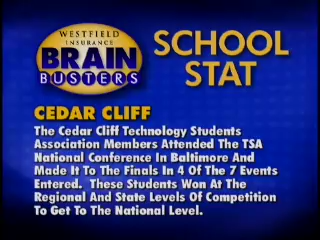 WESTFIELD
INSURANCE
BRAIN
BUSTERS
SCHOOL
STAT
CEDAR CLIFF
The Cedar Cliff Technology Students
Association Members Attended The TSA
National Conference In Baltimore And
Made It To The Finals In 4 Of The 7 Events
Entered. These Students Won At The
Regional And State Levels Of Competition
To Get To The National Level.